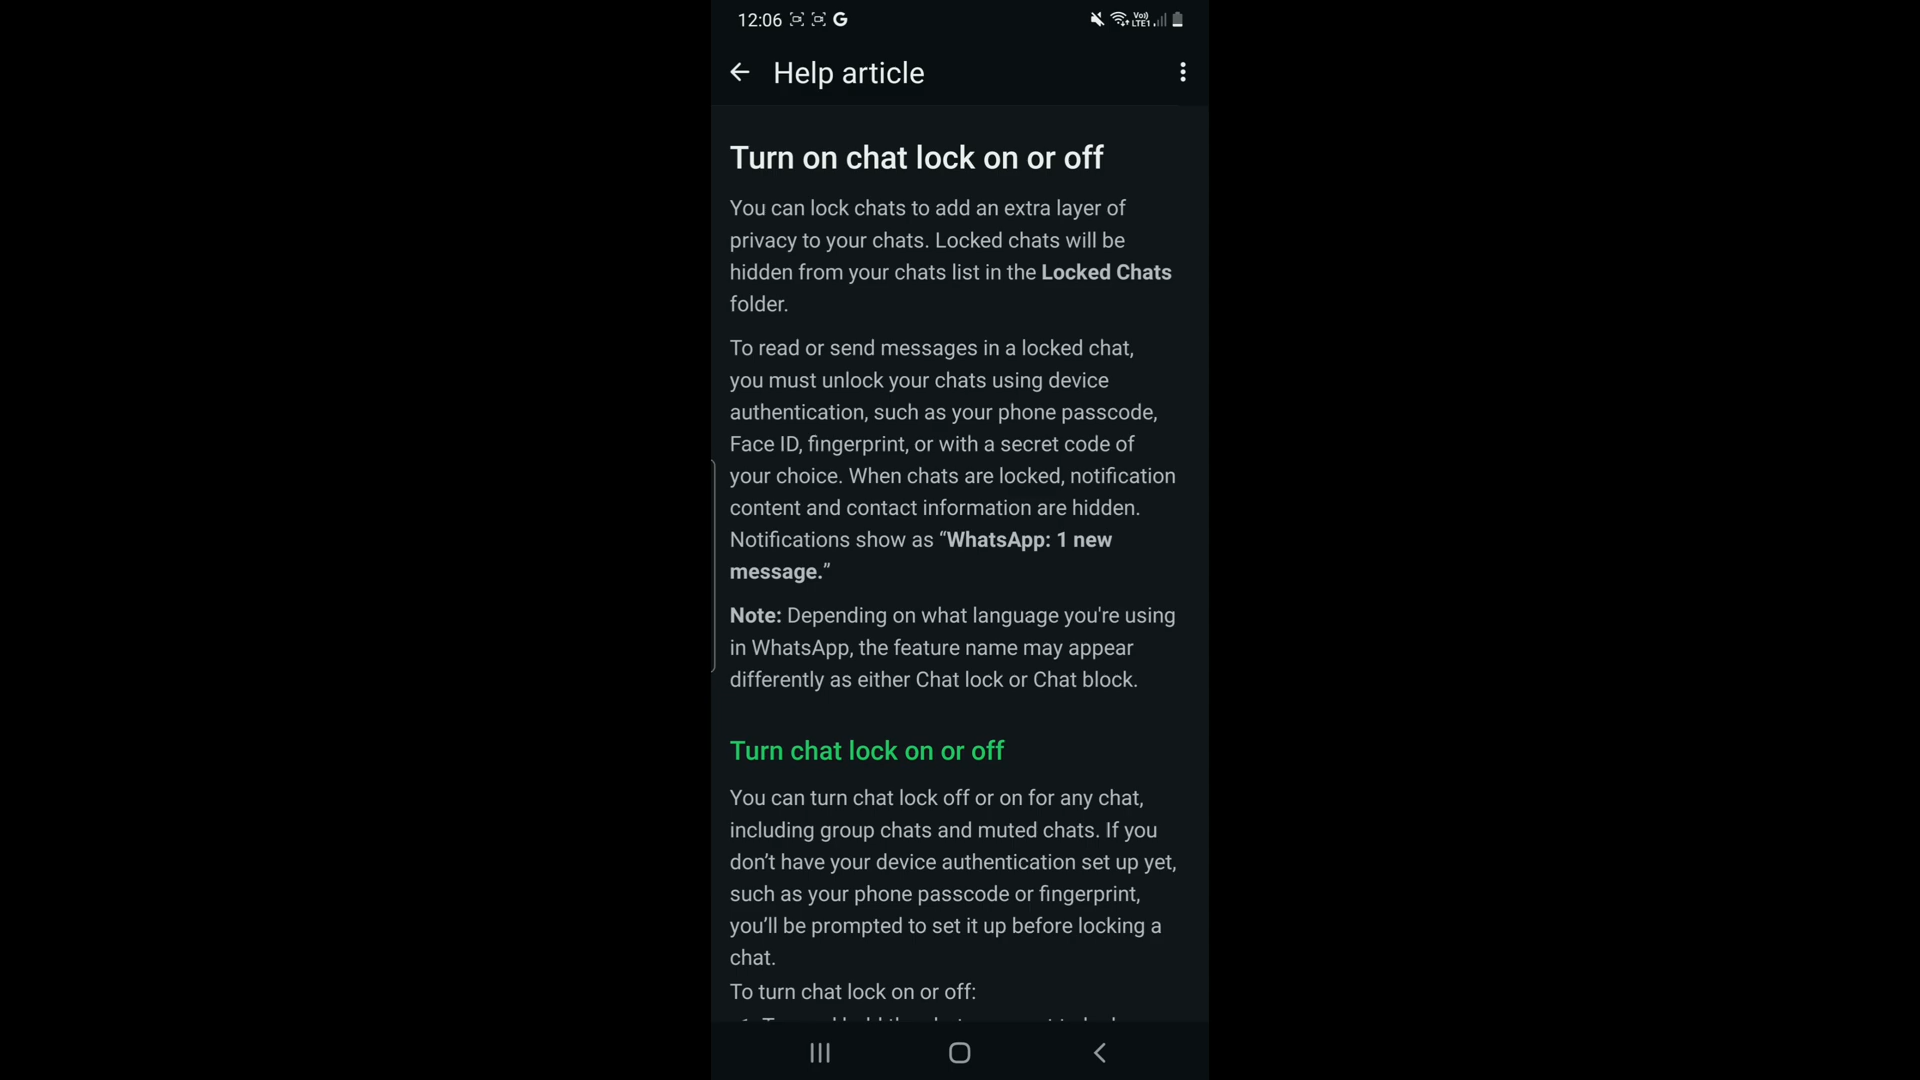 12:06 G Vo)) LTE1
Help article
Turn on chat lock on or off
You can lock chats to add an extra layer of
privacy to your chats. Locked chats will be
hidden from your chats list in the Locked Chats
folder.
To read or send messages in a locked chat,
you must unlock your chats using device
authentication, such as your phone passcode,
Face ID, fingerprint, or with a secret code of
your choice. When chats are locked, notification
content and contact information are hidden.
Notifications show as “WhatsApp: 1 new
message.”
Note: Depending on what language you're using
in WhatsApp, the feature name may appear
differently as either Chat lock or Chat block.
Turn chat lock on or off
You can turn chat lock off or on for any chat,
including group chats and muted chats. If you
don’t have your device authentication set up yet,
such as your phone passcode or fingerprint,
you’ll be prompted to set it up before locking a
chat.
To turn chat lock on or off: